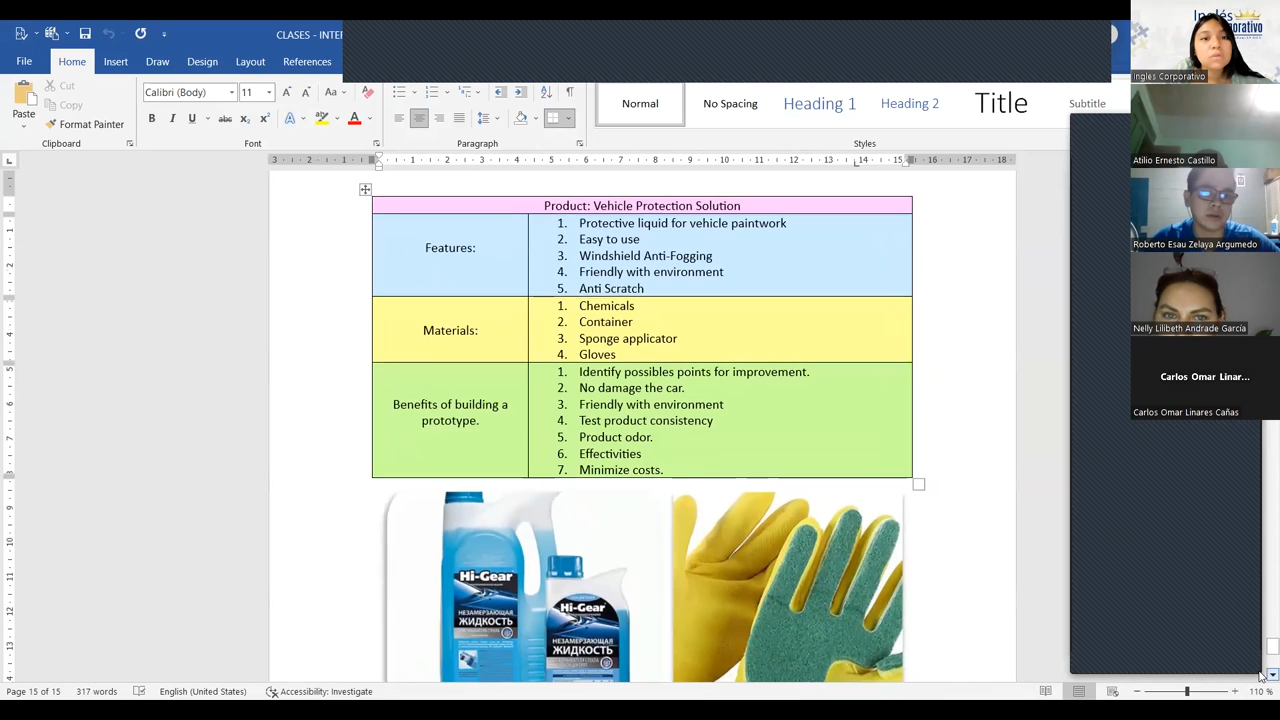 CLASES - INTER
File
Home
Insert
Draw
Design
Layout
References
Paste
Cut
Copy
Format Painter
Calibri (Body)
11
Normal
No Spacing
Heading 1
Heading 2
Title
Subtitle
Clipboard
Font
Paragraph
Styles
Product: Vehicle Protection Solution
Features:
1. Protective liquid for vehicle paintwork
2. Easy to use
3. Windshield Anti-Fogging
4. Friendly with environment
5. Anti Scratch
Materials:
1. Chemicals
2. Container
3. Sponge applicator
4. Gloves
Benefits of building a
prototype.
1. Identify possibles points for improvement.
2. No damage the car.
3. Friendly with environment
4. Test product consistency
5. Product odor.
6. Effectivities
7. Minimize costs.
Hi-Gear
НЕЗАМЕРЗАЮЩАЯ
ЖИДКОСТЬ
Hi-Gear
НЕЗАМЕРЗАЮЩАЯ
ЖИДКОСТЬ
Page 15 of 15
317 words
English (United States)
Accessibility: Investigate
110 %
Ingles Corporativo
Atilio Ernesto Castillo
Roberto Esau Zelaya Argumedo
Nelly Lilibeth Andrade García
Carlos Omar Linar...
Carlos Omar Linares Cañas